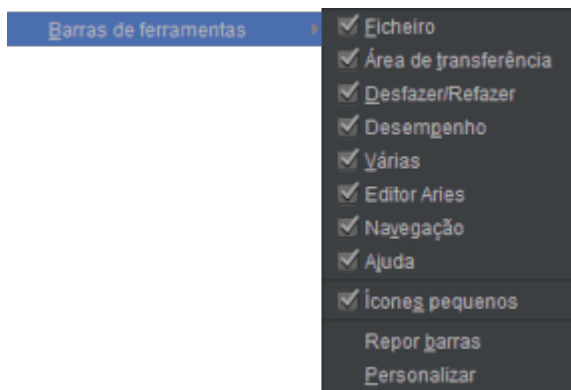 Barras de ferramentas
Ficheiro
Área de transferência
Desfazer/Refazer
Desempenho
Várias
Editor Aries
Navegação
Ajuda
Ícones pequenos
Repor barras
Personalizar